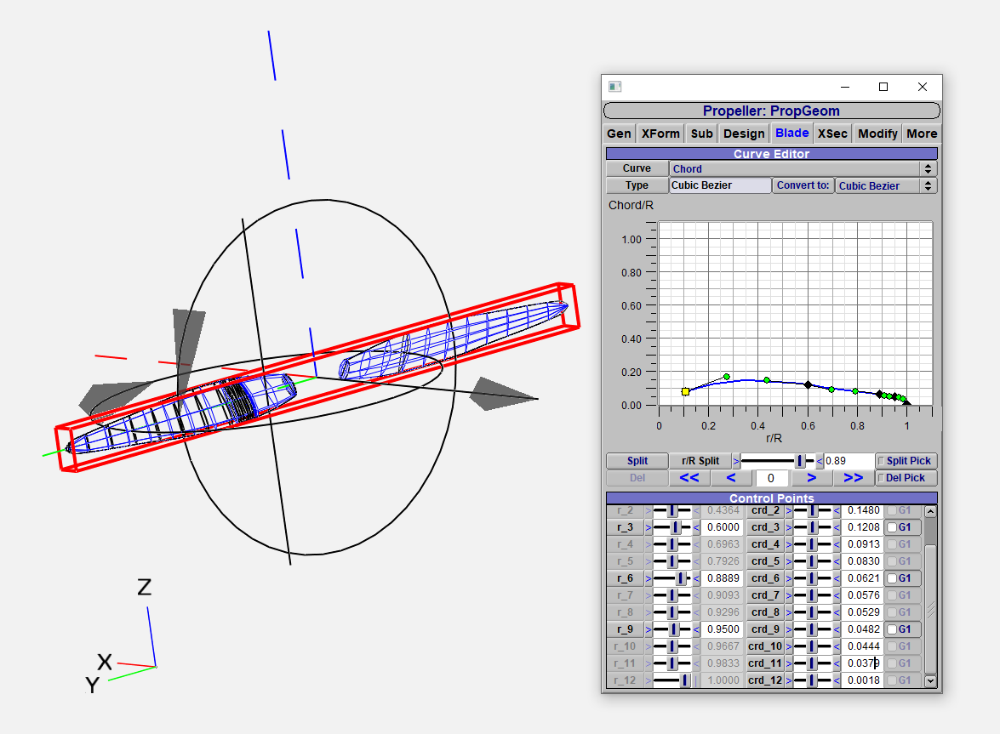 Propeller: PropGeom
Gen XForm Sub Design Blade XSec Modify More
Curve Editor
Curve Chord
Type Cubic Bezier Convert to: Cubic Bezier
Chord/R
1.00
0.80
0.60
0.40
0.20
0.00
0 0.2 0.4 0.6 0.8 1
r/R
Split r/R Split > < 0.89 Split Pick
Del << < 0 > >> Del Pick
Control Points
r_2 > < 0.4364 crd_2 > < 0.1480 G1
r_3 > < 0.6000 crd_3 > < 0.1208 G1
r_4 > < 0.6963 crd_4 > < 0.0913 G1
r_5 > < 0.7926 crd_5 > < 0.0830 G1
r_6 > < 0.8889 crd_6 > < 0.0621 G1
r_7 > < 0.9093 crd_7 > < 0.0576 G1
r_8 > < 0.9296 crd_8 > < 0.0529 G1
r_9 > < 0.9500 crd_9 > < 0.0482 G1
r_10 > < 0.9667 crd_10 > < 0.0444 G1
r_11 > < 0.9833 crd_11 > < 0.0379 G1
r_12 > | 1.0000 crd_12 > < 0.0018 G1
Z
X
Y